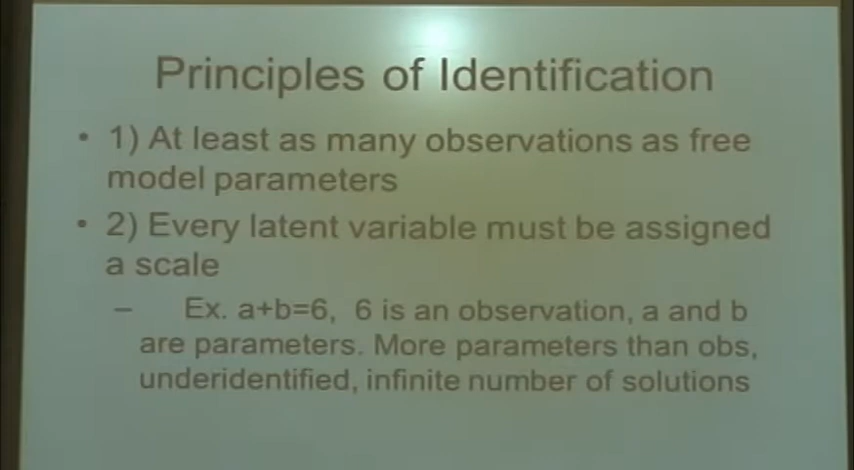 Principles of Identification
• 1) At least as many observations as free
model parameters
• 2) Every latent variable must be assigned
a scale
– Ex. a+b=6, 6 is an observation, a and b
are parameters. More parameters than obs,
underidentified, infinite number of solutions